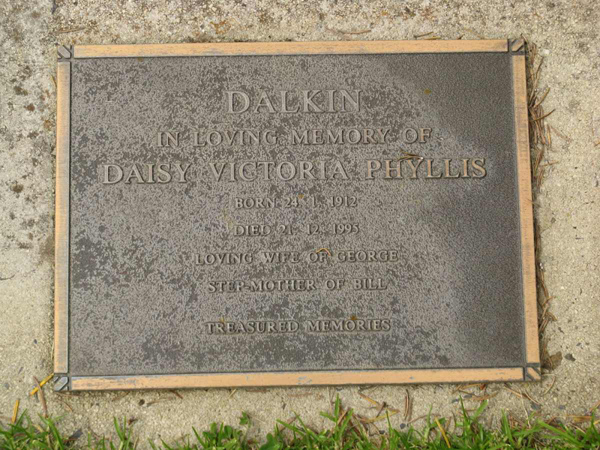 DALKIN
IN LOVING MEMORY OF
DAISY VICTORIA PHYLLIS
BORN 24. 1. 1912
DIED 21. 12. 1995
LOVING WIFE OF GEORGE
STEP-MOTHER OF BILL
TREASURED MEMORIES